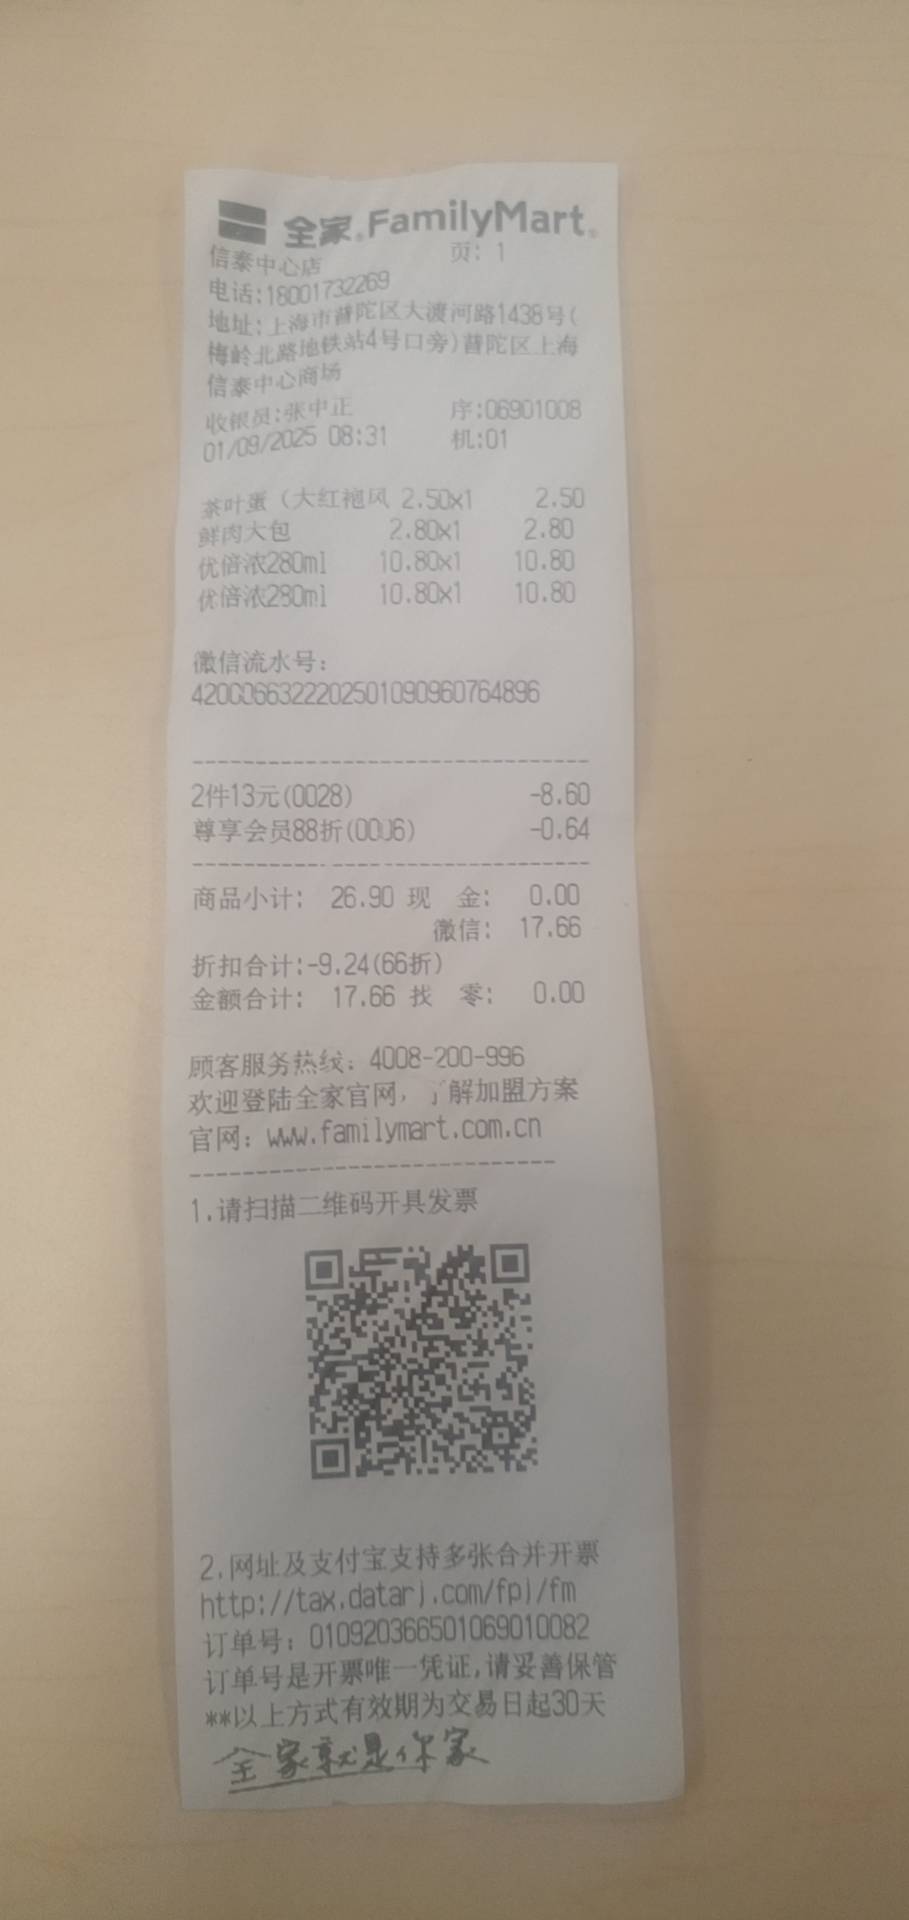 全家 FamilyMart
信泰中心店 页: 1
电话:18001732269
地址:上海市普陀区大渡河路1438号(
梅岭北路地铁站4号口旁)普陀区上海
信泰中心商场
收银员:张中正 序:06901008
01/09/2025 08:31 机:01
茶叶蛋（大红袍风 2.50x1 2.50
鲜肉大包 2.80x1 2.80
优倍浓280ml 10.80x1 10.80
优倍浓280ml 10.80x1 10.80
微信流水号:
4200066322202501090960764896
2件13元(0028) -8.60
尊享会员88折(0006) -0.64
商品小计: 26.90 现 金: 0.00
微信: 17.66
折扣合计:-9.24(66折)
金额合计: 17.66 找 零: 0.00
顾客服务热线: 4008-200-996
欢迎登陆全家官网，了解加盟方案
官网: www.familymart.com.cn
1.请扫描二维码开具发票
2.网址及支付宝支持多张合并开票
http://tax.datarj.com/fpj/fm
订单号: 0109203665010690100​82
订单号是开票唯一凭证,请妥善保管
**以上方式有效期为交易日起30天
全家就是你家